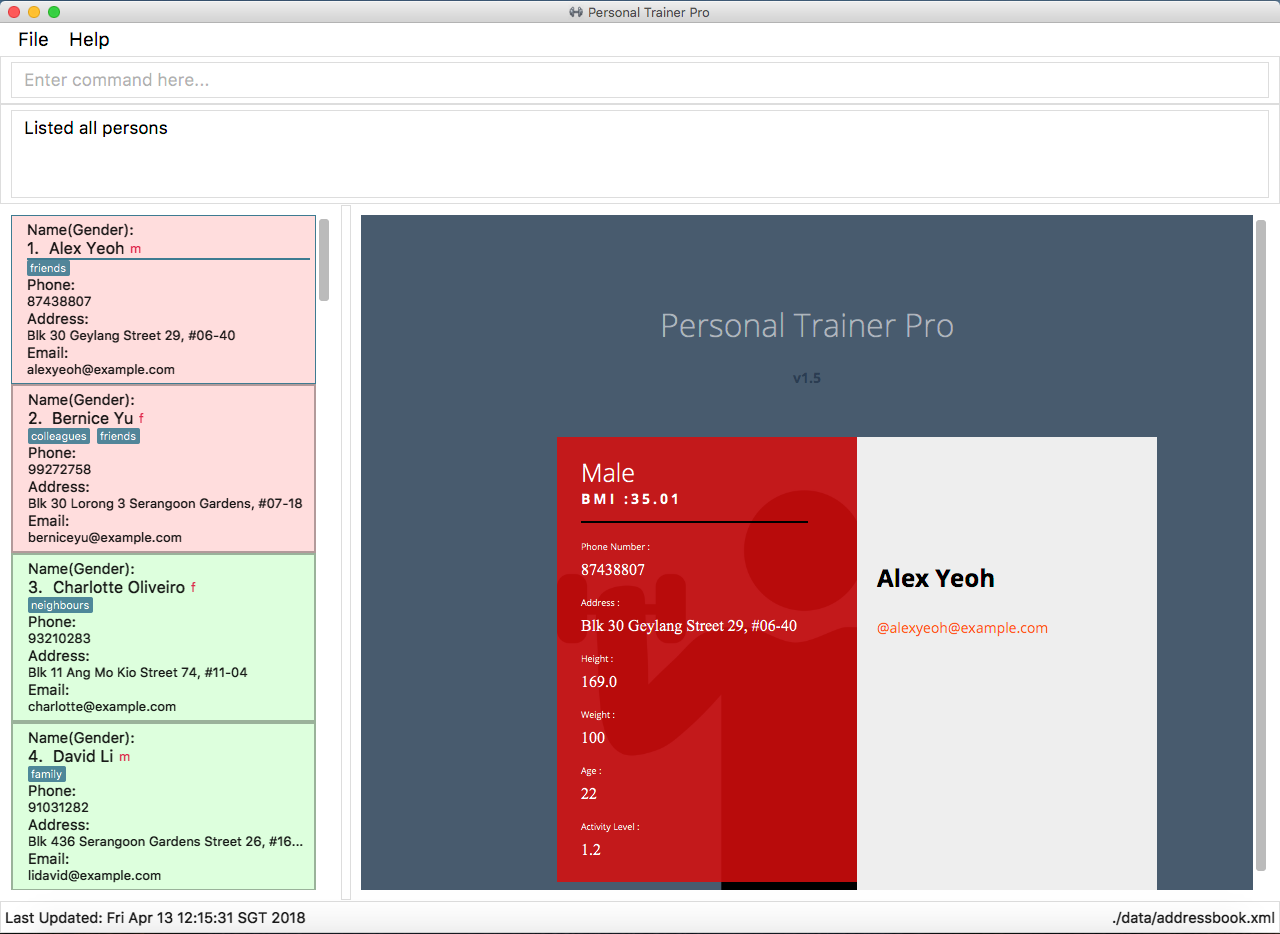 Personal Trainer Pro
File Help
Enter command here...
Listed all persons
Name(Gender):
1. Alex Yeoh m
friends
Phone:
87438807
Address:
Blk 30 Geylang Street 29, #06-40
Email:
alexyeoh@example.com
Name(Gender):
2. Bernice Yu f
colleagues friends
Phone:
99272758
Address:
Blk 30 Lorong 3 Serangoon Gardens, #07-18
Email:
berniceyu@example.com
Name(Gender):
3. Charlotte Oliveiro f
neighbours
Phone:
93210283
Address:
Blk 11 Ang Mo Kio Street 74, #11-04
Email:
charlotte@example.com
Name(Gender):
4. David Li m
family
Phone:
91031282
Address:
Blk 436 Serangoon Gardens Street 26, #16...
Email:
lidavid@example.com
Personal Trainer Pro
v1.5
Male
BMI :35.01
Phone Number :
87438807
Address :
Blk 30 Geylang Street 29, #06-40
Height :
169.0
Weight :
100
Age :
22
Activity Level :
1.2
Alex Yeoh
@alexyeoh@example.com
Last Updated: Fri Apr 13 12:15:31 SGT 2018
./data/addressbook.xml